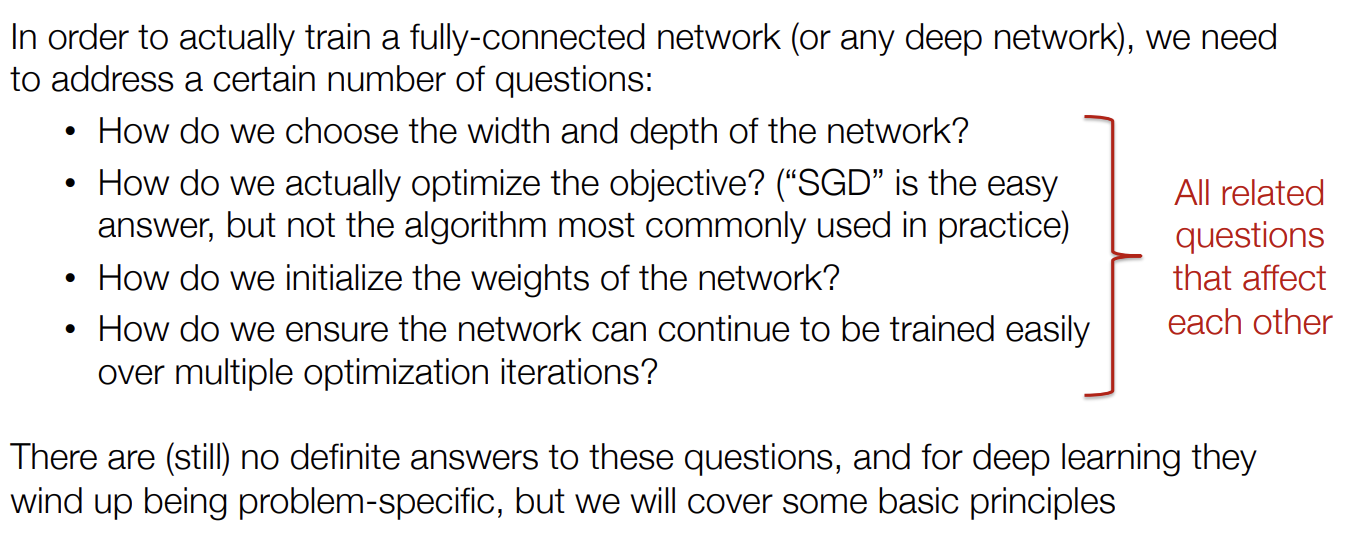 In order to actually train a fully-connected network (or any deep network), we need
to address a certain number of questions:
• How do we choose the width and depth of the network?
• How do we actually optimize the objective? (“SGD” is the easy
answer, but not the algorithm most commonly used in practice)
• How do we initialize the weights of the network?
• How do we ensure the network can continue to be trained easily
over multiple optimization iterations?
All related
questions
that affect
each other
There are (still) no definite answers to these questions, and for deep learning they
wind up being problem-specific, but we will cover some basic principles